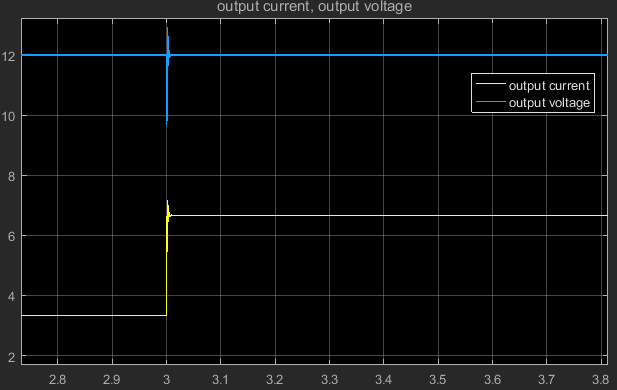 output current, output voltage
12
10
8
6
4
2
output current
output voltage
2.8 2.9 3 3.1 3.2 3.3 3.4 3.5 3.6 3.7 3.8